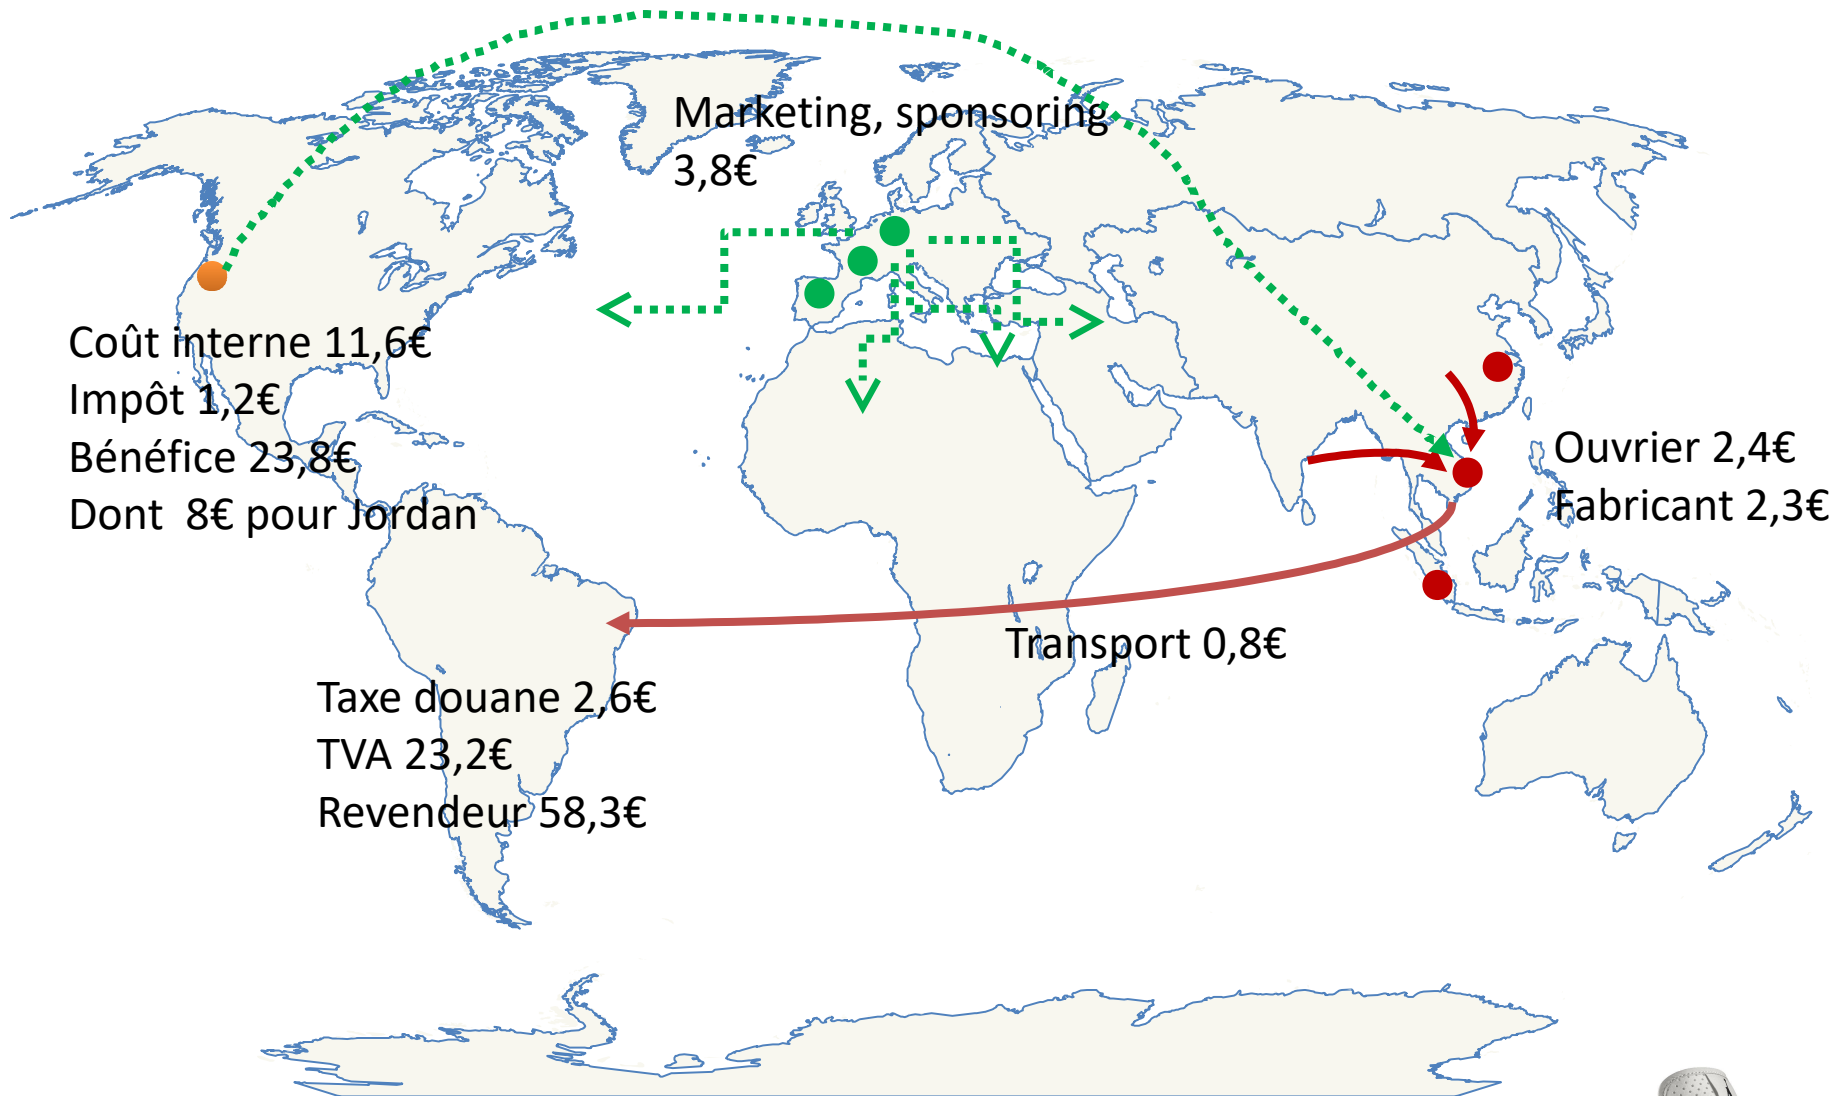 Marketing, sponsoring
3,8€
Coût interne 11,6€
Impôt 1,2€
Bénéfice 23,8€
Dont  8€ pour Jordan
Ouvrier 2,4€
Fabricant 2,3€
Transport 0,8€
Taxe douane 2,6€
TVA 23,2€
Revendeur 58,3€